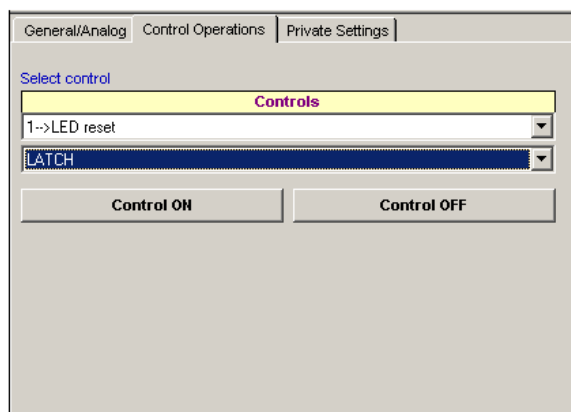 General/Analog Control Operations Private Settings
Select control
Controls
1-->LED reset
LATCH
Control ON Control OFF